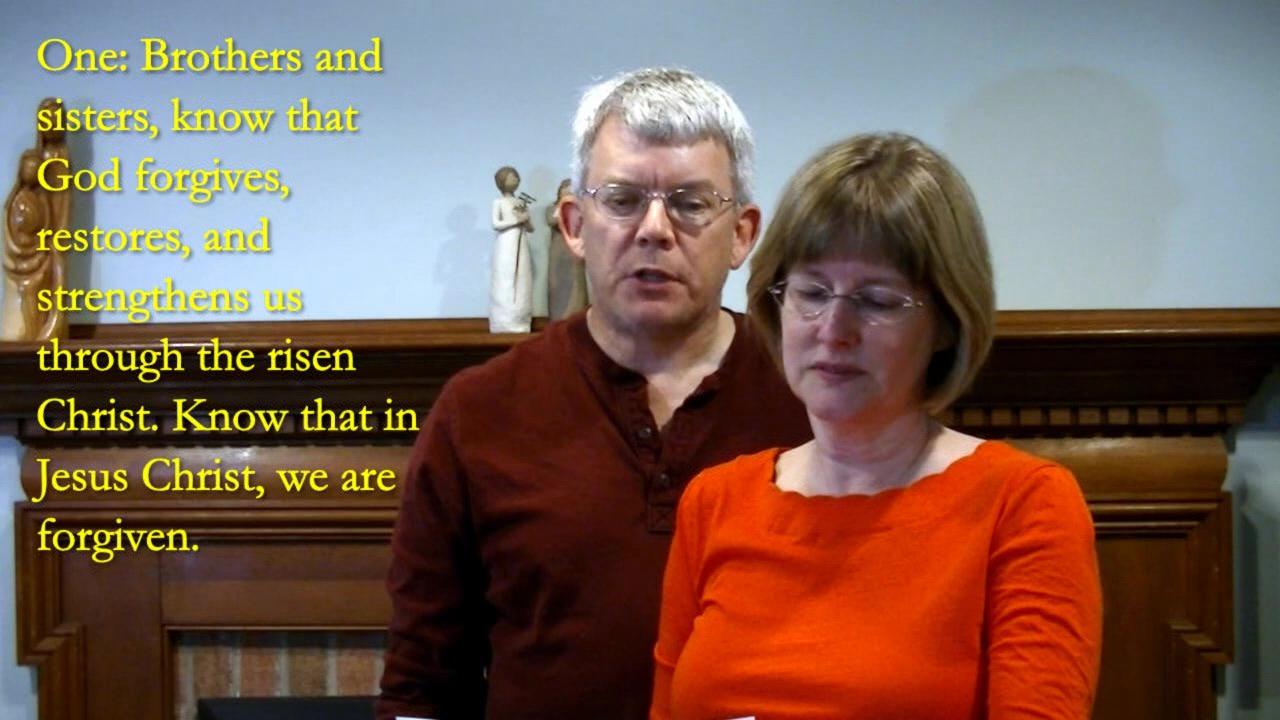 One: Brothers and
sisters, know that
God forgives,
restores, and
strengthens us
through the risen
Christ. Know that in
Jesus Christ, we are
forgiven.